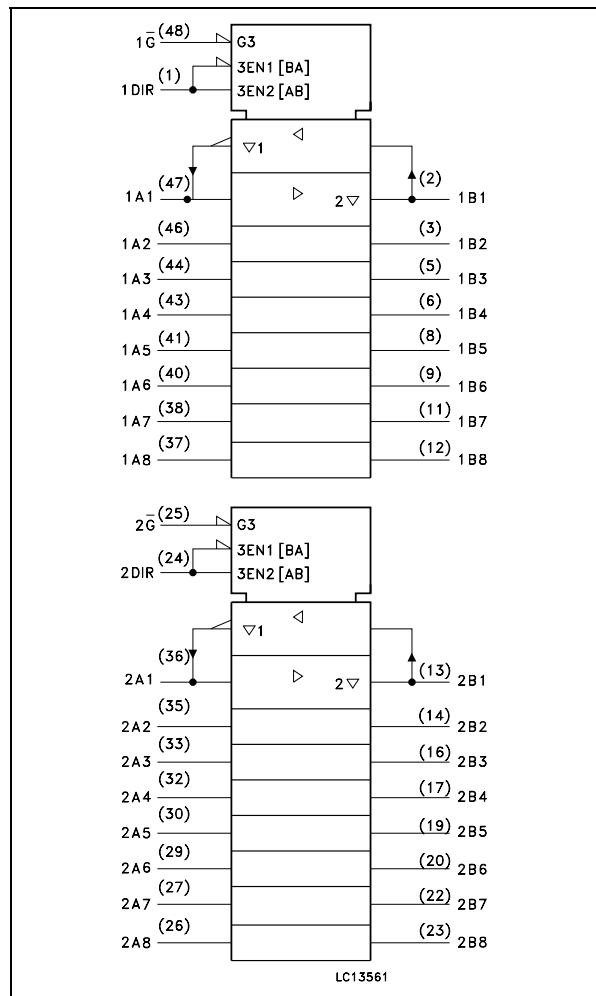 1G̅ (48) G3
3EN1 [BA]
1DIR (1) 3EN2 [AB]
▽1 ◁
1A1 (47) ▷ 2▽ (2) 1B1
1A2 (46) (3) 1B2
1A3 (44) (5) 1B3
1A4 (43) (6) 1B4
1A5 (41) (8) 1B5
1A6 (40) (9) 1B6
1A7 (38) (11) 1B7
1A8 (37) (12) 1B8
2G̅ (25) G3
3EN1 [BA]
2DIR (24) 3EN2 [AB]
▽1 ◁
2A1 (36) ▷ 2▽ (13) 2B1
2A2 (35) (14) 2B2
2A3 (33) (16) 2B3
2A4 (32) (17) 2B4
2A5 (30) (19) 2B5
2A6 (29) (20) 2B6
2A7 (27) (22) 2B7
2A8 (26) (23) 2B8
LC13561